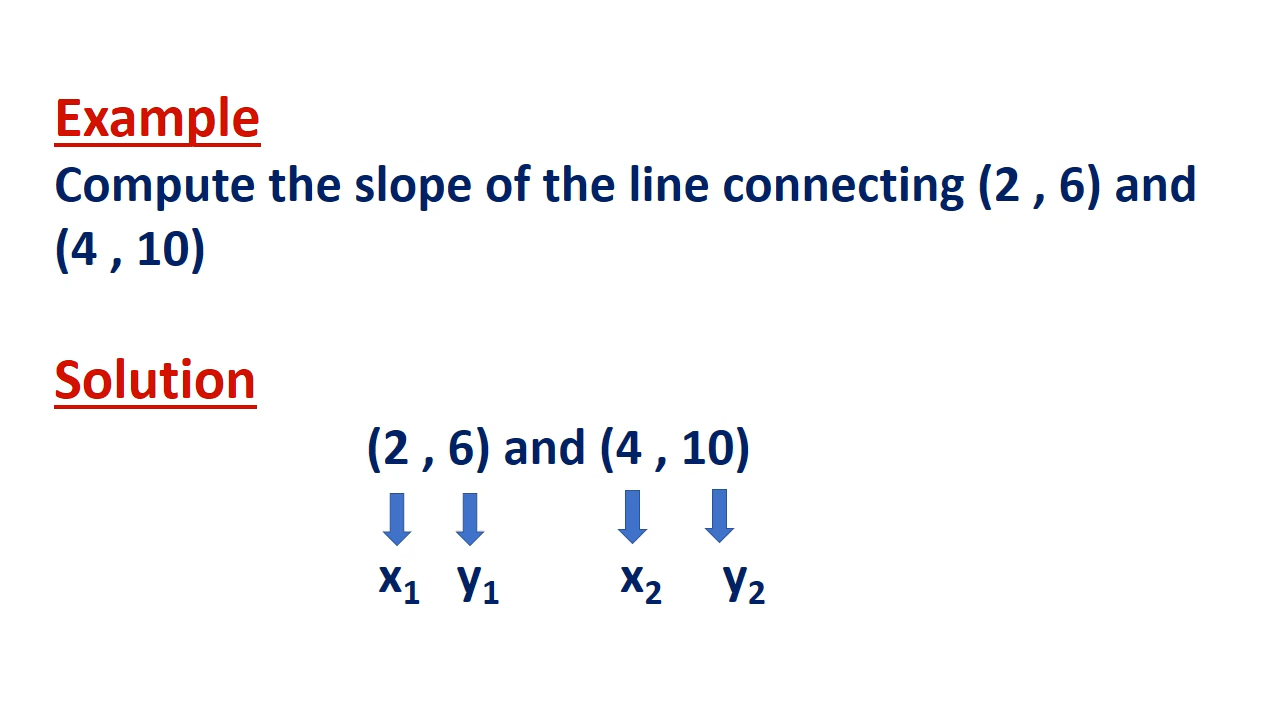 Example
Compute the slope of the line connecting (2 , 6) and
(4 , 10)
Solution
(2 , 6) and (4 , 10)
x₁ y₁ x₂ y₂